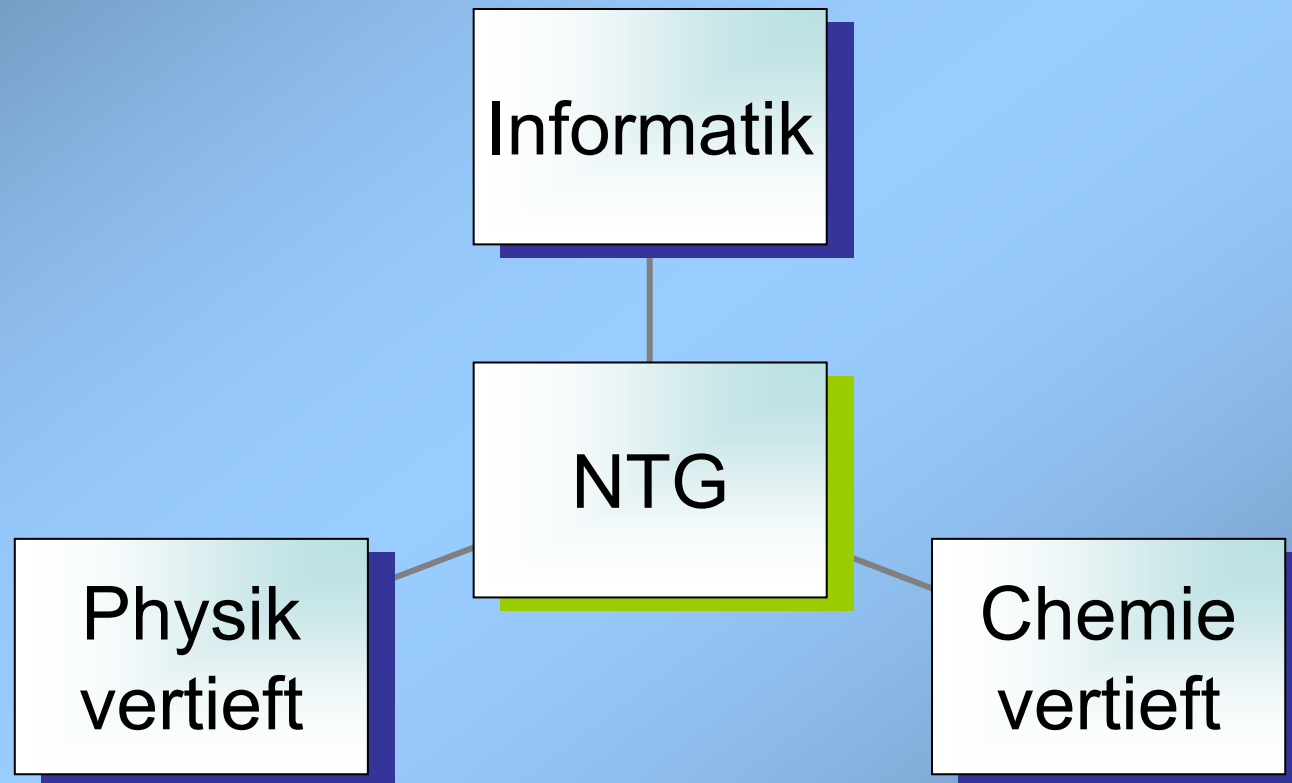 Informatik
NTG
Physik
vertieft
Chemie
vertieft